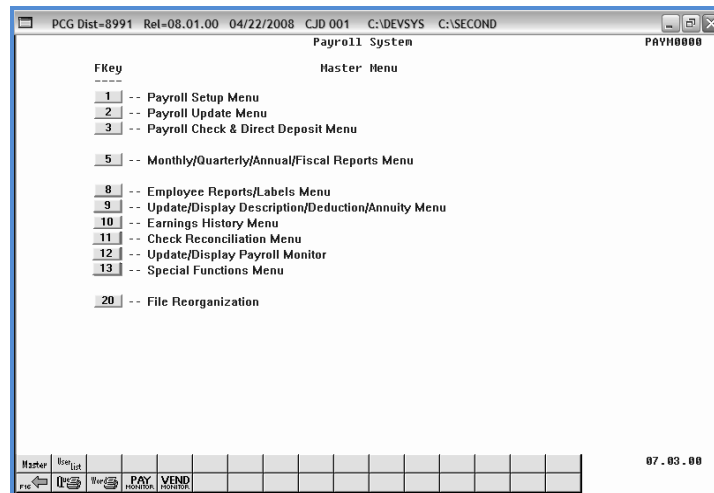 PCG Dist=8991 Rel=08.01.00 04/22/2008 CJD 001 C:\DEVSYS C:\SECOND
Payroll System PAYM0000
FKey Master Menu
----
1 -- Payroll Setup Menu
2 -- Payroll Update Menu
3 -- Payroll Check & Direct Deposit Menu
5 -- Monthly/Quarterly/Annual/Fiscal Reports Menu
8 -- Employee Reports/Labels Menu
9 -- Update/Display Description/Deduction/Annuity Menu
10 -- Earnings History Menu
11 -- Check Reconciliation Menu
12 -- Update/Display Payroll Monitor
13 -- Special Functions Menu
20 -- File Reorganization
Master User list 07.03.00
F16 Que Word PAY MONITOR VEND MONITOR